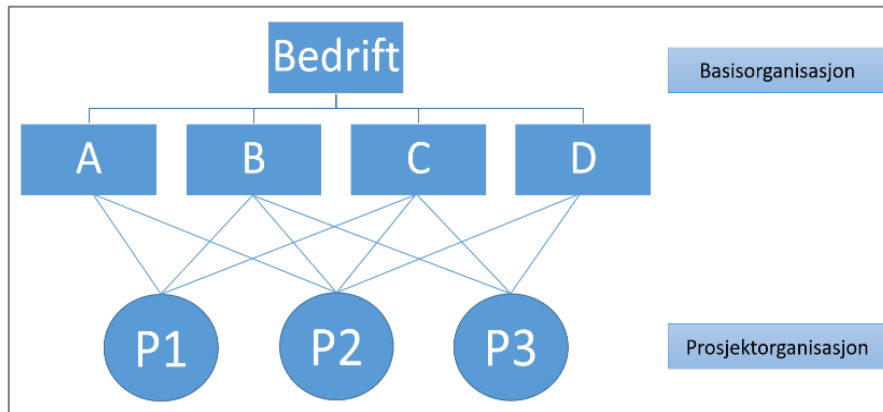 Bedrift
Basisorganisasjon
A B C D
P1 P2 P3
Prosjektorganisasjon